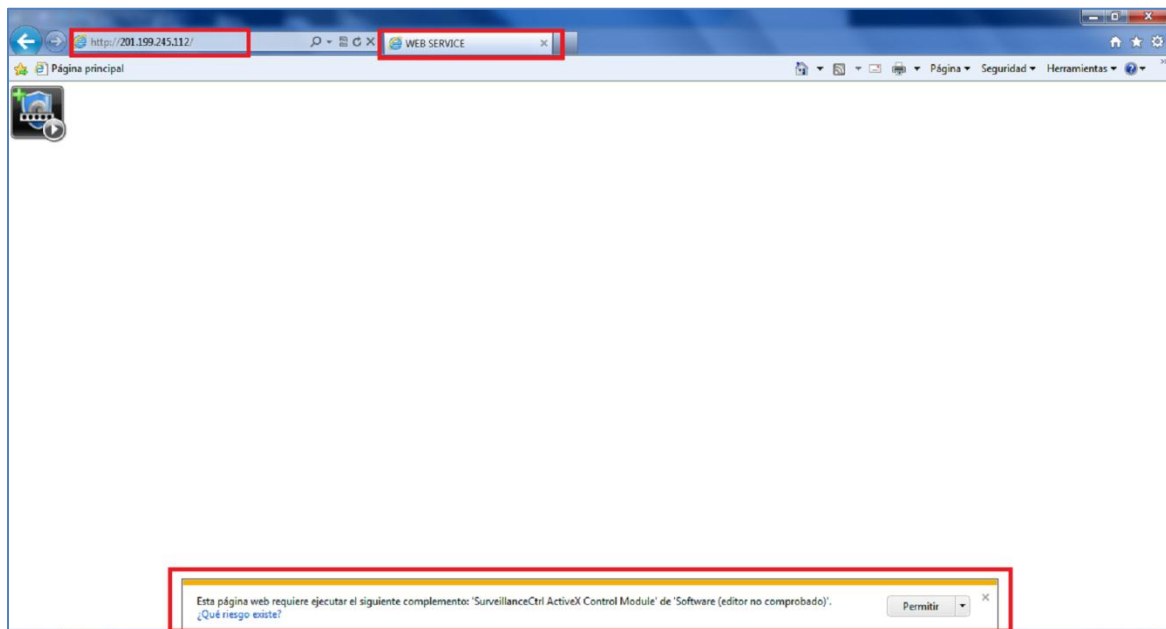 http://201.199.245.112/
WEB SERVICE
Página principal
Página Seguridad Herramientas
Esta página web requiere ejecutar el siguiente complemento: 'SurveillanceCtrl ActiveX Control Module' de 'Software (editor no comprobado)'.
¿Qué riesgo existe?
Permitir